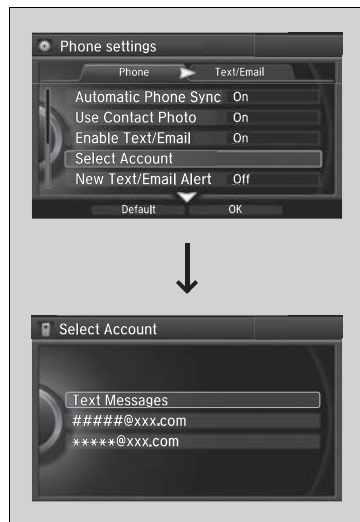 Phone settings
Phone Text/Email
Automatic Phone Sync On
Use Contact Photo On
Enable Text/Email On
Select Account
New Text/Email Alert Off
Default OK
Select Account
Text Messages
#####@xxx.com
*****@xxx.com